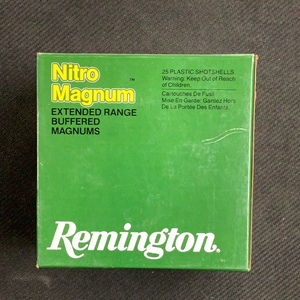 Nitro
Magnum™
EXTENDED RANGE
BUFFERED
MAGNUMS
25 PLASTIC SHOTSHELLS
Warning: Keep Out of Reach
of Children.
Cartouches De Fusil
Mise En Garde: Gardez Hors
De La Portée Des Enfants.
Remington.